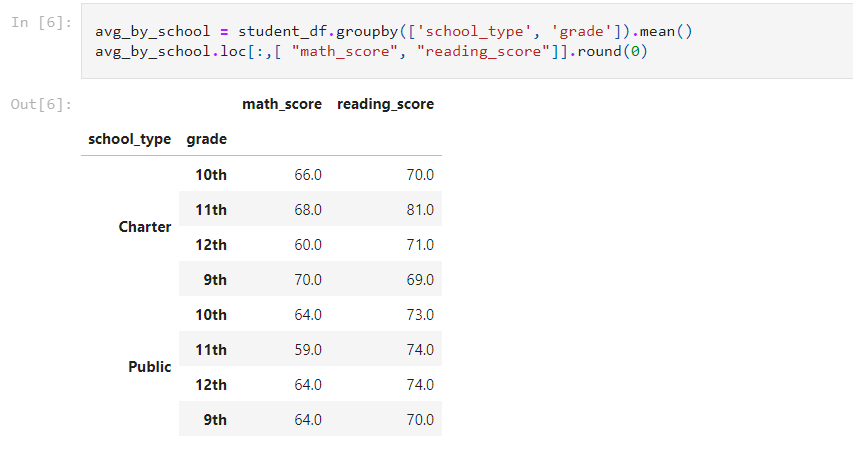 In [6]:
avg_by_school = student_df.groupby(['school_type', 'grade']).mean()
avg_by_school.loc[:,[ "math_score", "reading_score"]].round(0)
Out[6]:
math_score reading_score
school_type grade
10th 66.0 70.0
11th 68.0 81.0
Charter
12th 60.0 71.0
9th 70.0 69.0
10th 64.0 73.0
11th 59.0 74.0
Public
12th 64.0 74.0
9th 64.0 70.0